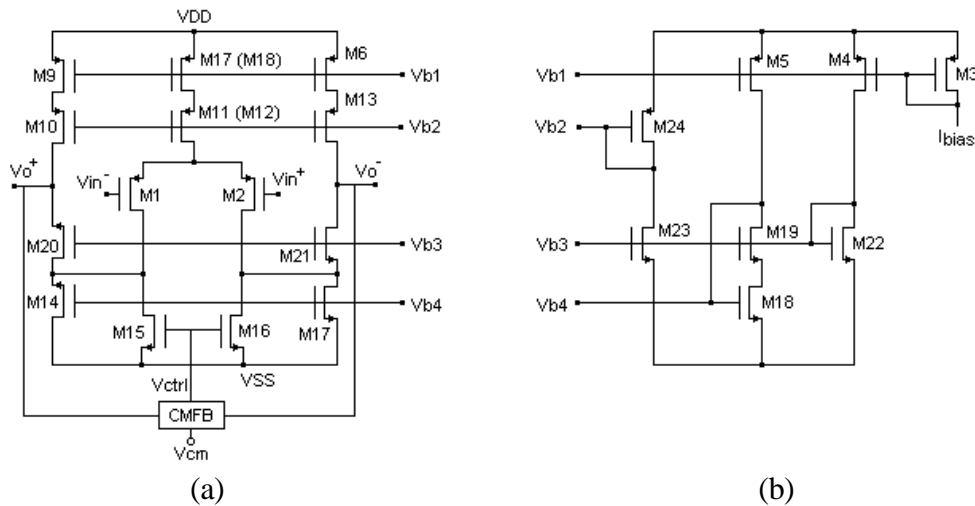 VDD
M9
M17 (M18)
M6
Vb1
M10
M11 (M12)
M13
Vb2
Vo+
Vin-
M1
M2
Vin+
Vo-
M20
M21
Vb3
M14
M15
M16
M17
Vb4
Vctrl
VSS
CMFB
Vcm
(a)
Vb1
M5
M4
M3
Vb2
M24
Ibias
Vb3
M23
M19
M22
Vb4
M18
(b)